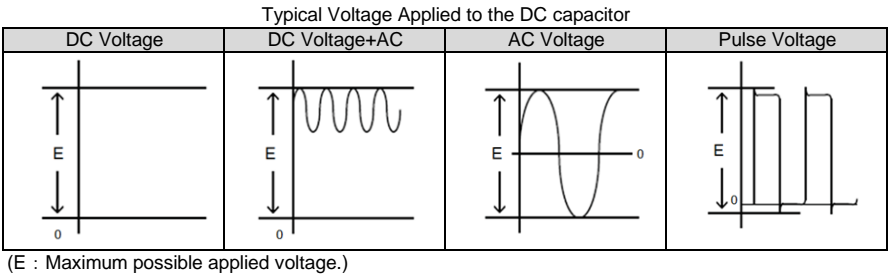 Typical Voltage Applied to the DC capacitor
DC Voltage DC Voltage+AC AC Voltage Pulse Voltage
E E E E
0 0 0 0
(E：Maximum possible applied voltage.)